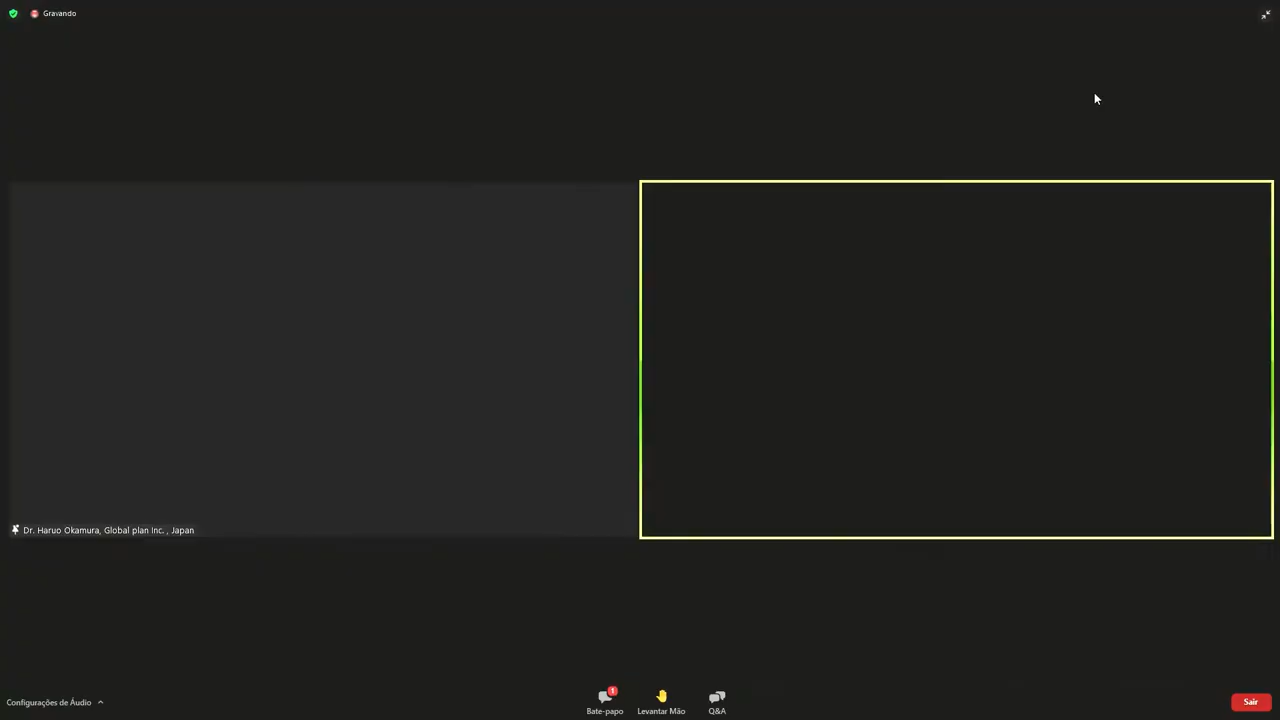 Gravando
Dr. Haruo Okamura, Global plan Inc. , Japan
Configurações de Áudio
1
Bate-papo
Levantar Mão
Q&A
Sair